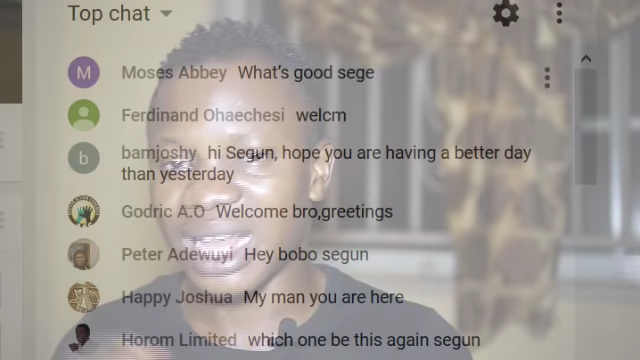 Top chat
M Moses Abbey What's good sege
Ferdinand Ohaechesi welcm
b bamjoshy hi Segun, hope you are having a better day
than yesterday
Godric A.O Welcome bro,greetings
Peter Adewuyi Hey bobo segun
Happy Joshua My man you are here
Horom Limited which one be this again segun